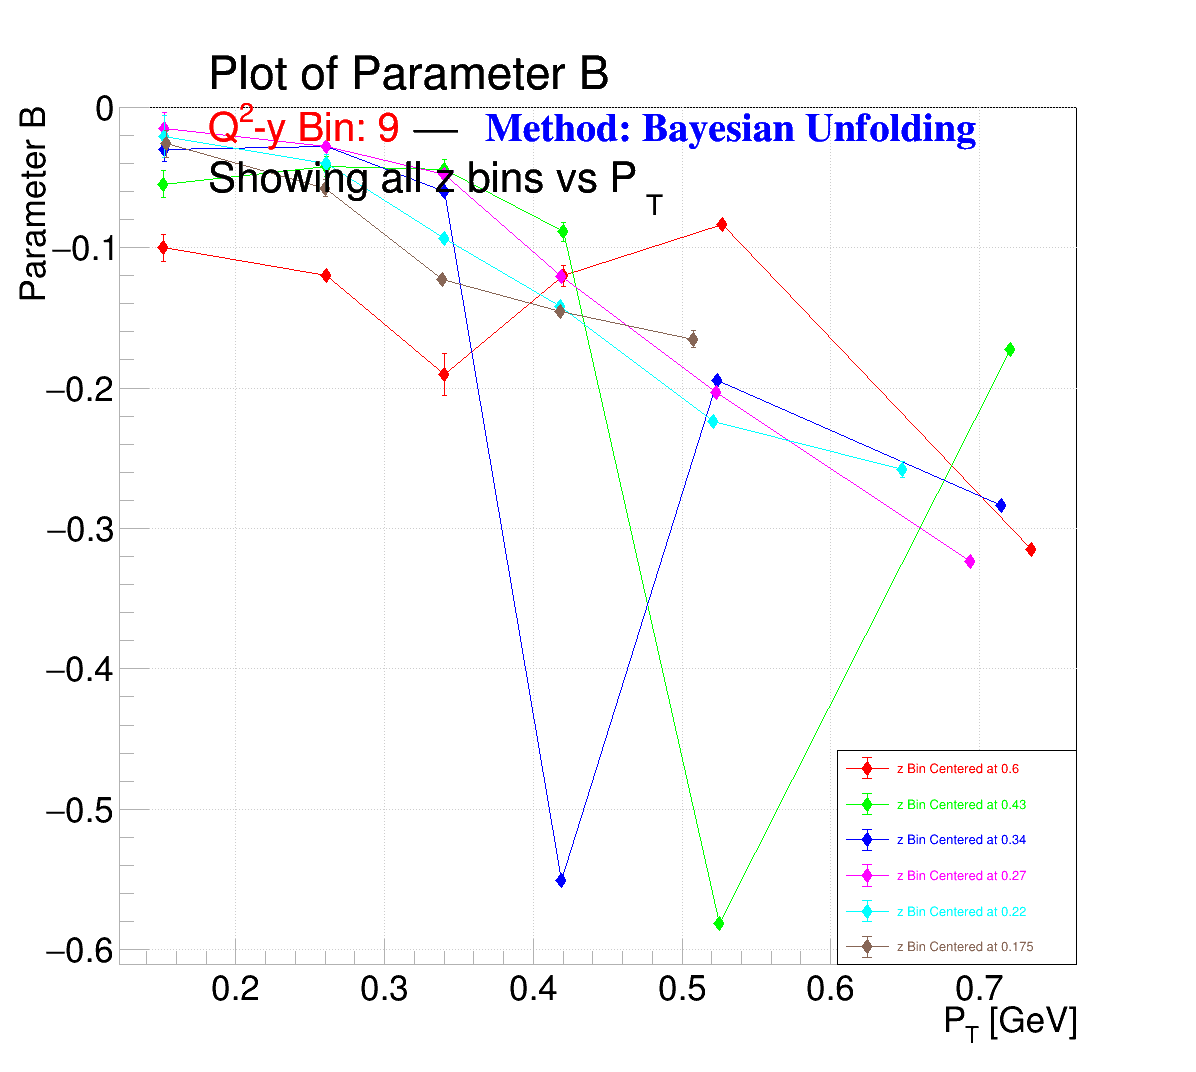 Plot of Parameter B
Q²-y Bin: 9 — Method: Bayesian Unfolding
Showing all z bins vs P_T
Parameter B
0
−0.1
−0.2
−0.3
−0.4
−0.5
−0.6
z Bin Centered at 0.6
z Bin Centered at 0.43
z Bin Centered at 0.34
z Bin Centered at 0.27
z Bin Centered at 0.22
z Bin Centered at 0.175
0.2 0.3 0.4 0.5 0.6 0.7
P_T [GeV]